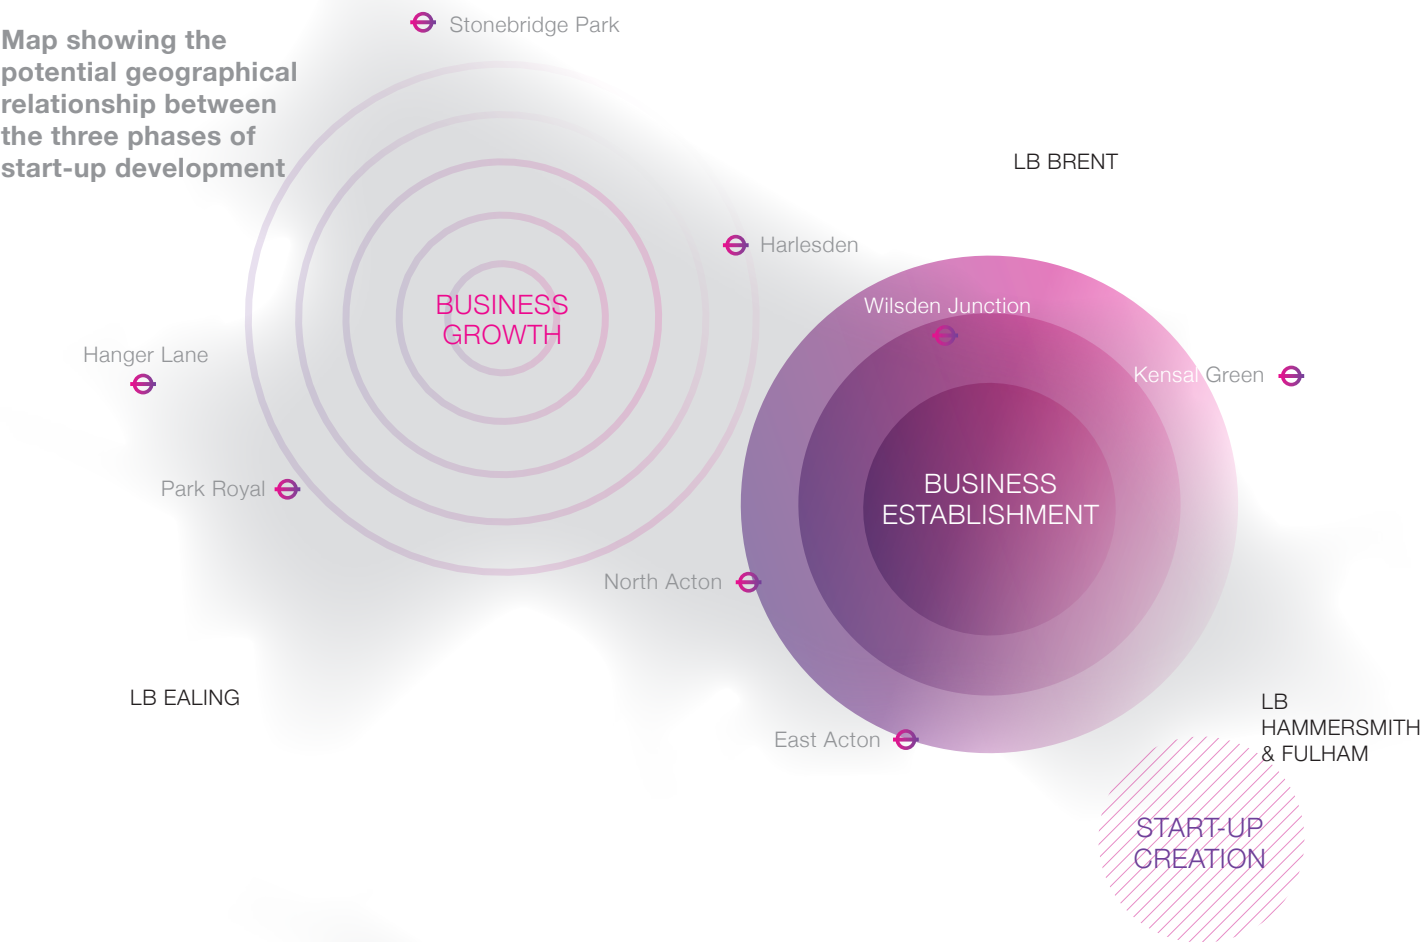 Map showing the
potential geographical
relationship between
the three phases of
start-up development
Stonebridge Park
LB BRENT
Harlesden
BUSINESS
GROWTH
Wilsden Junction
Hanger Lane
Kensal Green
Park Royal
BUSINESS
ESTABLISHMENT
North Acton
LB EALING
East Acton
LB
HAMMERSMITH
& FULHAM
START-UP
CREATION